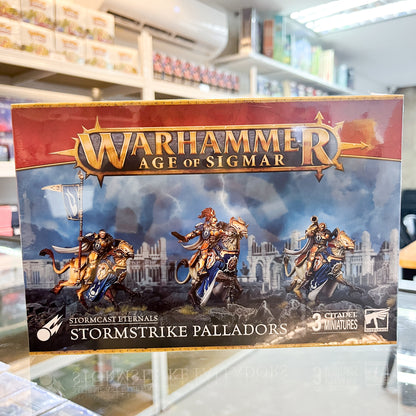 WARHAMMER
AGE OF SIGMAR
STORMCAST ETERNALS
STORMSTRIKE PALLADORS
3 CITADEL
MINIATURES